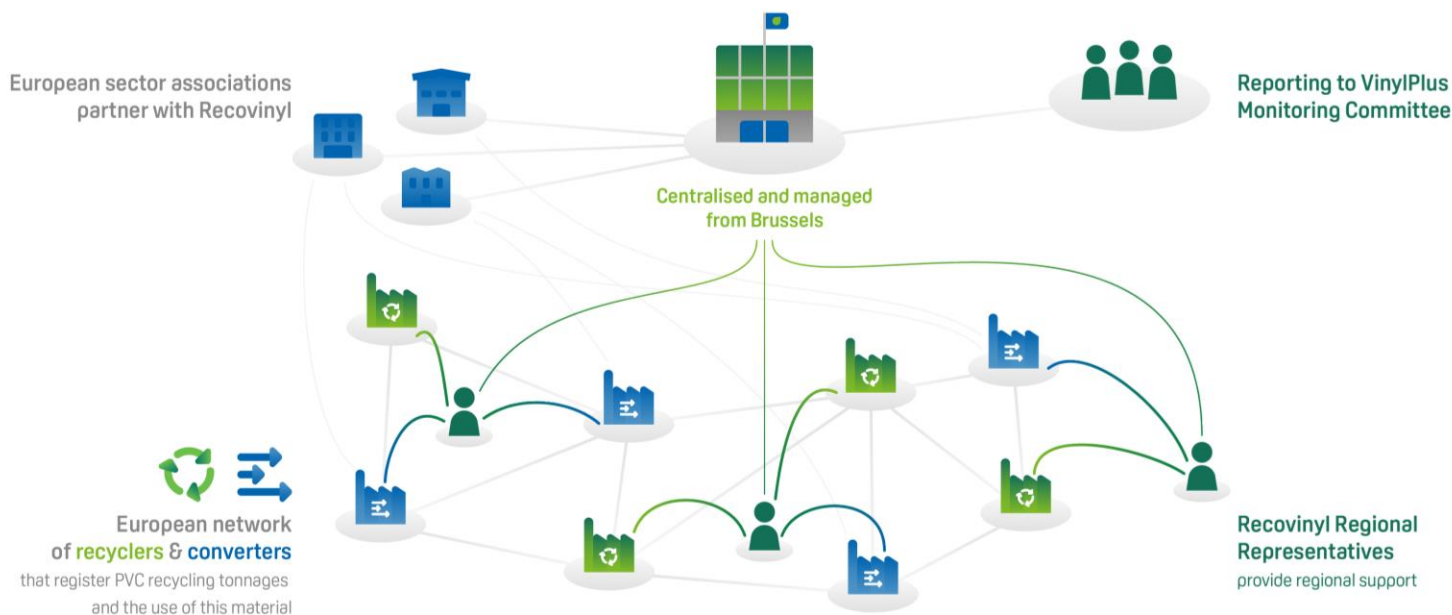 European sector associations
partner with Recovinyl
Reporting to VinylPlus
Monitoring Committee
Centralised and managed
from Brussels
European network
of recyclers & converters
that register PVC recycling tonnages
and the use of this material
Recovinyl Regional
Representatives
provide regional support